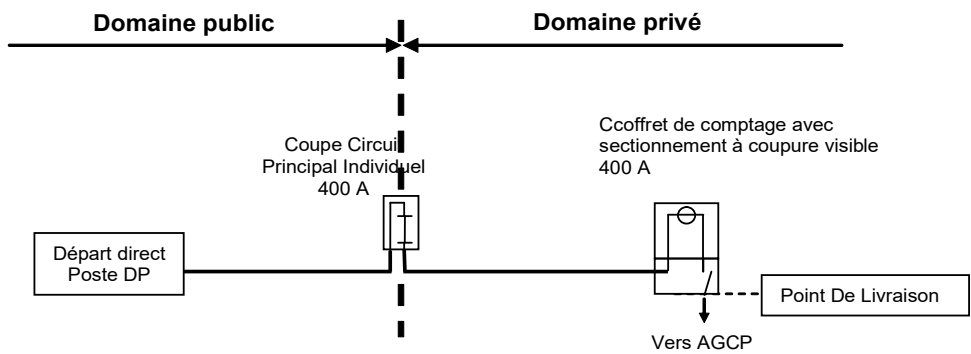 Domaine public
Domaine privé
Coupe Circui
Principal Individuel
400 A
Ccoffret de comptage avec
sectionnement à coupure visible
400 A
Départ direct
Poste DP
Point De Livraison
Vers AGCP